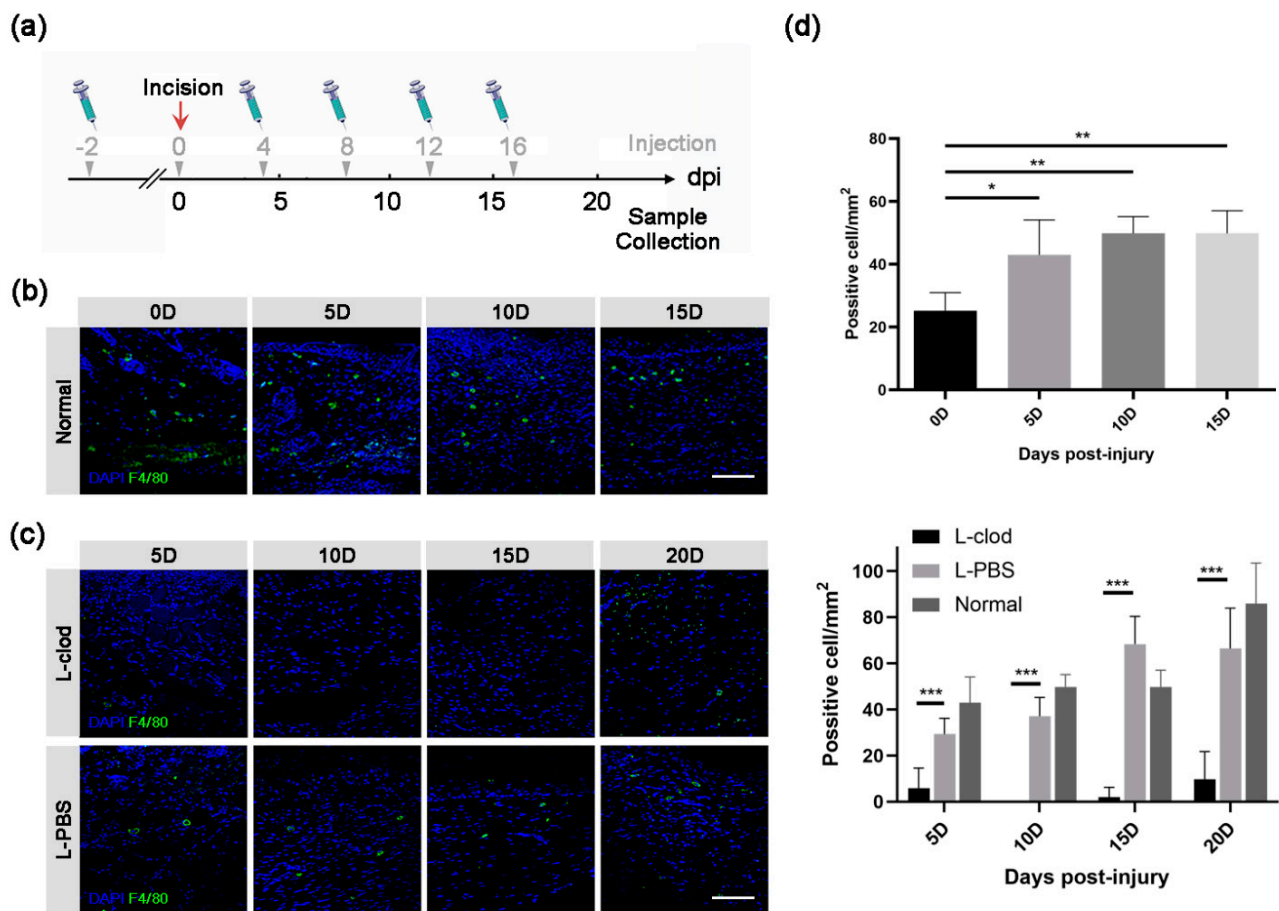 (a)
Incision
-2 0 4 8 12 16 Injection
dpi
0 5 10 15 20
Sample
Collection
(b)
0D 5D 10D 15D
Normal
DAPI F4/80
(c)
5D 10D 15D 20D
L-clod
DAPI F4/80
L-PBS
DAPI F4/80
(d)
Possitive cell/mm²
80
60
40
20
0
**
**
*
0D 5D 10D 15D
Days post-injury
L-clod
L-PBS
Normal
Possitive cell/mm²
100
80
60
40
20
0
*** *** *** ***
5D 10D 15D 20D
Days post-injury